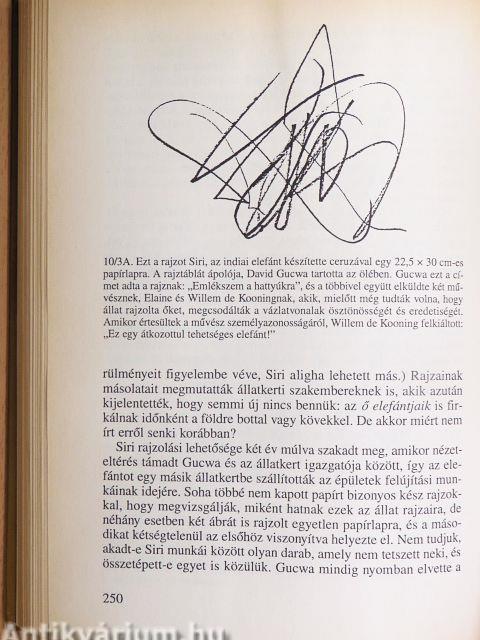 10/3A. Ezt a rajzot Siri, az indiai elefánt készítette ceruzával egy 22,5 × 30 cm-es
papírlapra. A rajztáblát ápolója, David Gucwa tartotta az ölében. Gucwa ezt a cí-
met adta a rajznak: „Emlékszem a hattyúkra”, és a többivel együtt elküldte két mű-
vésznek, Elaine és Willem de Kooningnak, akik, mielőtt még tudták volna, hogy
állat rajzolta őket, megcsodálták a vázlatvonalak ösztönösségét és eredetiségét.
Amikor értesültek a művész személyazonosságáról, Willem de Kooning felkiáltott:
„Ez egy átkozottul tehetséges elefánt!”
rülményeit figyelembe véve, Siri aligha lehetett más.) Rajzainak
másolatait megmutatták állatkerti szakembereknek is, akik azután
kijelentették, hogy semmi új nincs bennük: az ő elefántjaik is fir-
kálnak időnként a földre bottal vagy kövekkel. De akkor miért nem
írt erről senki korábban?
Siri rajzolási lehetősége két év múlva szakadt meg, amikor nézet-
eltérés támadt Gucwa és az állatkert igazgatója között, így az ele-
fántot egy másik állatkertbe szállították az épületek felújítási mun-
káinak idejére. Soha többé nem kapott papírt bizonyos kész rajzok-
kal, hogy megvizsgálják, miként hatnak ezek az állat rajzaira, de
néhány esetben két ábrát is rajzolt egyetlen papírlapra, és a máso-
dikat kétségtelenül az elsőhöz viszonyítva helyezte el. Nem tudjuk,
akadt-e Siri munkái között olyan darab, amely nem tetszett neki, és
összetépett-e egyet is közülük. Gucwa mindig nyomban elvette a
250
Antikvárium.hu